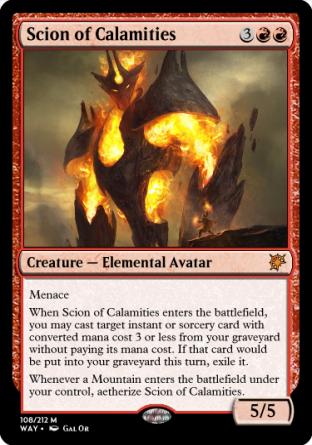 Scion of Calamities 3
Creature — Elemental Avatar
Menace
When Scion of Calamities enters the battlefield,
you may cast target instant or sorcery card with
converted mana cost 3 or less from your graveyard
without paying its mana cost. If that card would
be put into your graveyard this turn, exile it.
Whenever a Mountain enters the battlefield under
your control, aetherize Scion of Calamities.
5/5
108/212 M
WAY • Gal Or